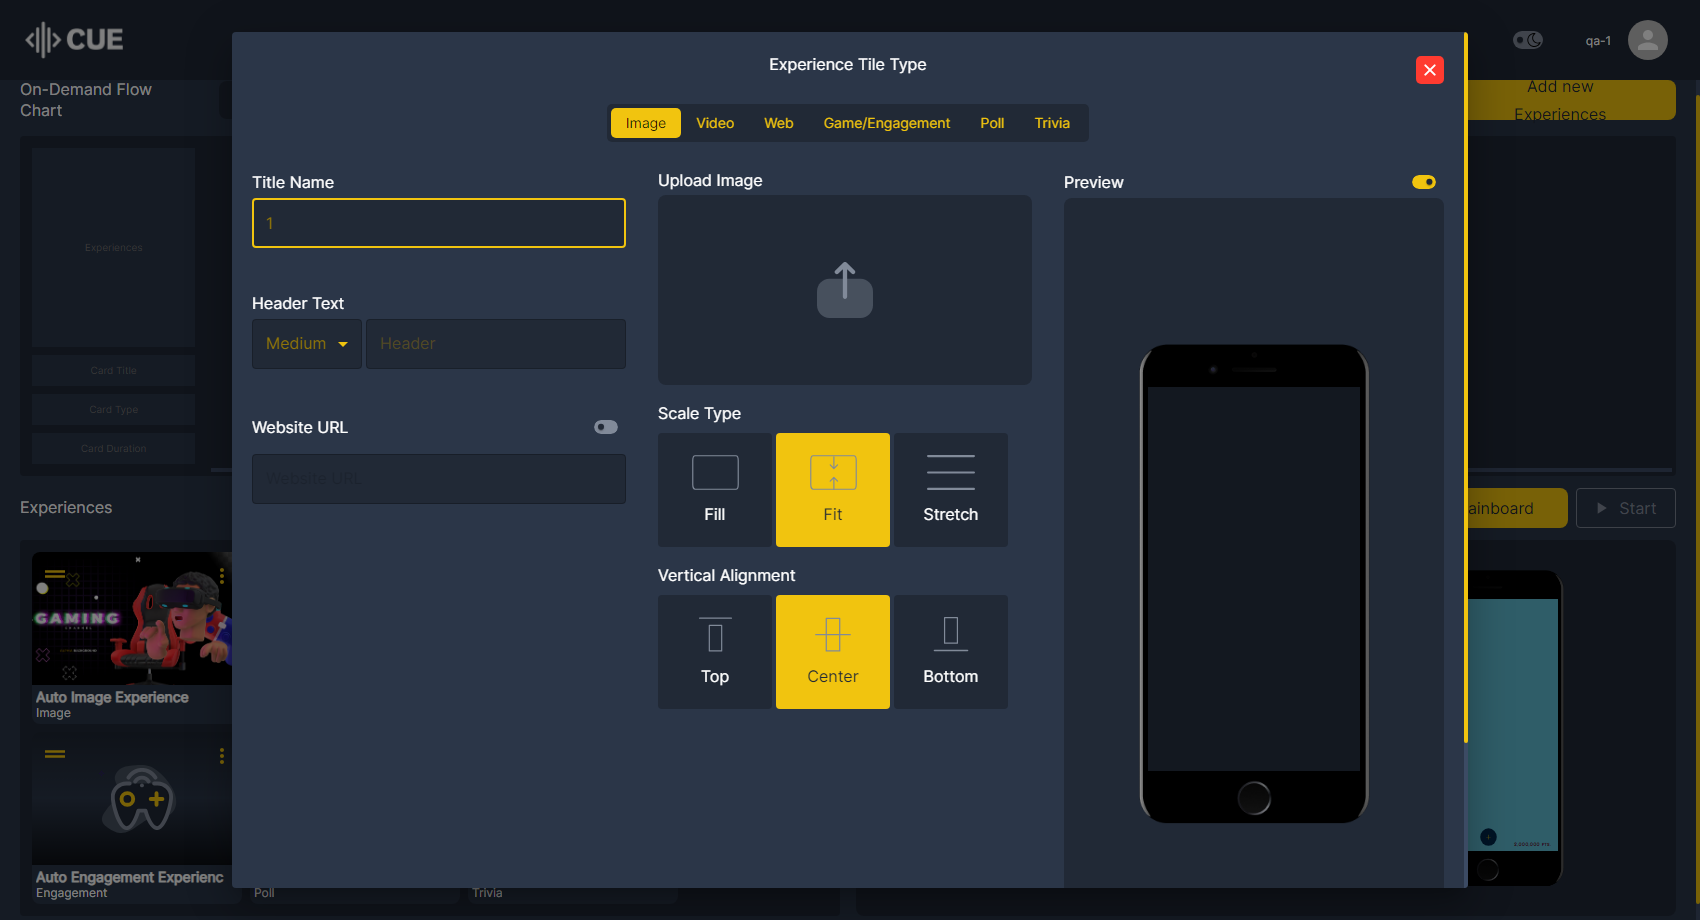 CUE
qa-1
On-Demand Flow
Chart
Add new
Experiences
Experiences
Card Title
Card Type
Card Duration
Experiences
ainboard
Start
GAMING
Auto Image Experience
Image
Auto Engagement Experienc
Engagement
Poll
Trivia
Experience Tile Type
Image
Video
Web
Game/Engagement
Poll
Trivia
Title Name
1
Header Text
Medium
Header
Website URL
Website URL
Upload Image
Scale Type
Fill
Fit
Stretch
Vertical Alignment
Top
Center
Bottom
Preview